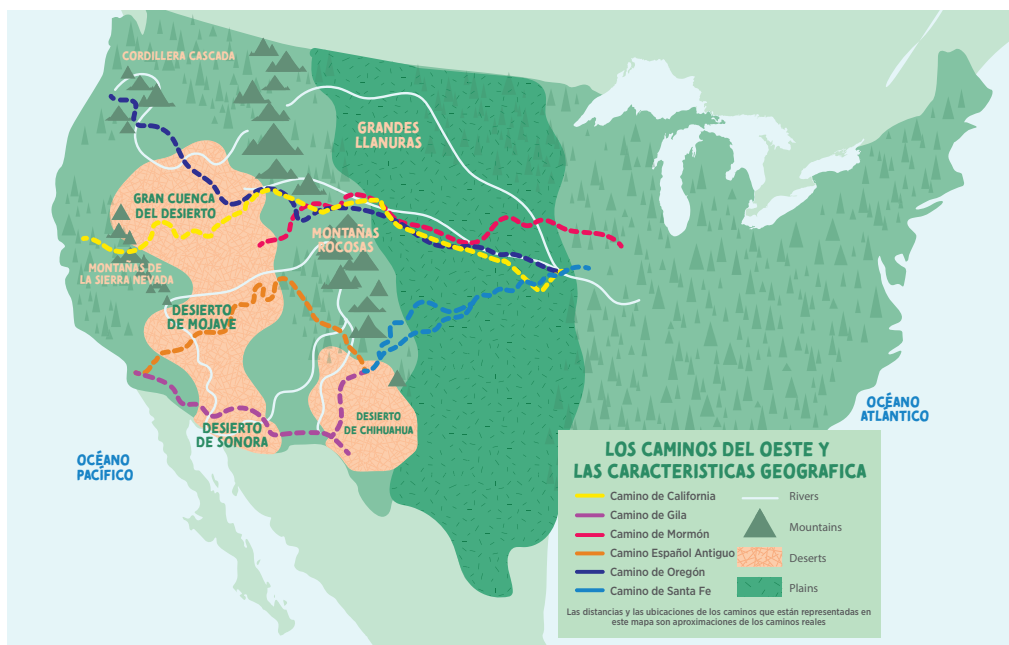 CORDILLERA CASCADA
GRANDES
LLANURAS
GRAN CUENCA
DEL DESIERTO
MONTAÑAS
ROCOSAS
MONTAÑAS DE
LA SIERRA NEVADA
DESIERTO
DE MOJAVE
DESIERTO
DE SONORA
DESIERTO
DE CHIHUAHUA
OCÉANO
PACÍFICO
OCÉANO
ATLÁNTICO
LOS CAMINOS DEL OESTE Y
LAS CARACTERISTICAS GEOGRAFICA
Camino de California
Camino de Gila
Camino de Mormón
Camino Español Antiguo
Camino de Oregón
Camino de Santa Fe
Rivers
Mountains
Deserts
Plains
Las distancias y las ubicaciones de los caminos que están representadas en
este mapa son aproximaciones de los caminos reales